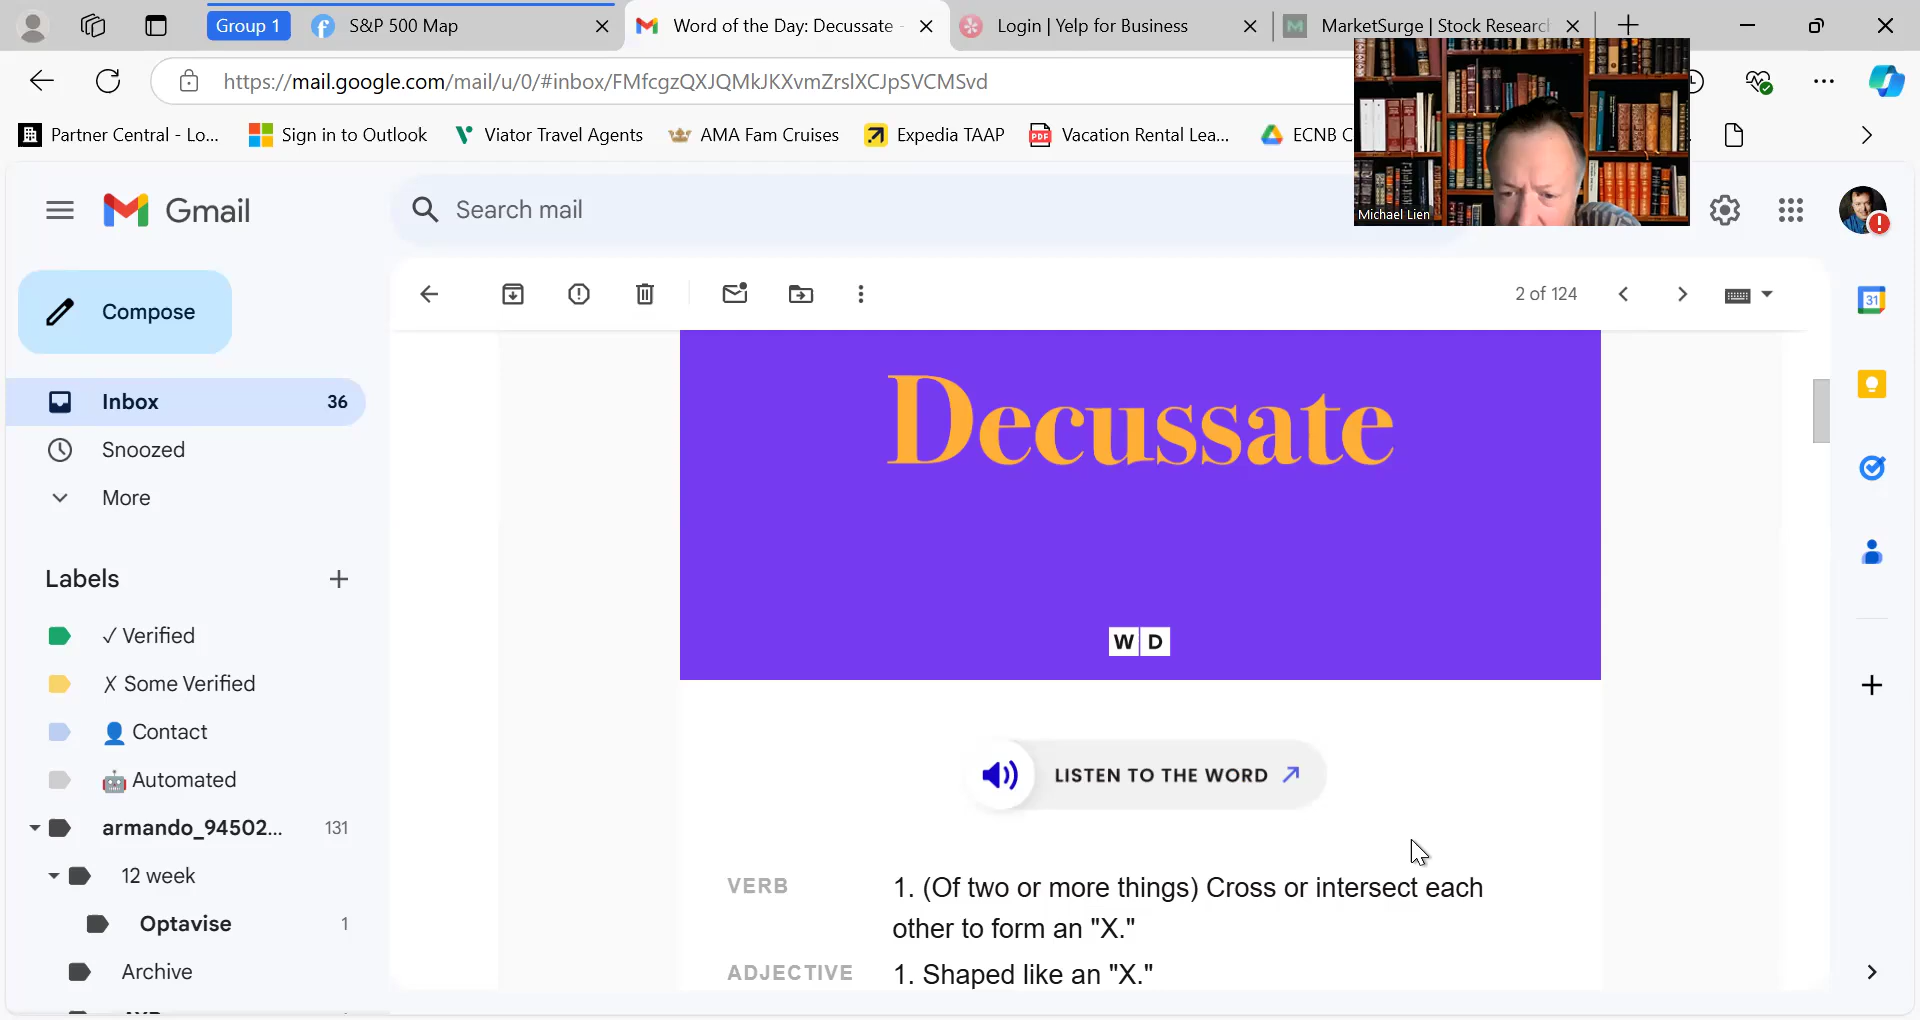 Group 1
S&P 500 Map
Word of the Day: Decussate -
Login | Yelp for Business
MarketSurge | Stock Research
https://mail.google.com/mail/u/0/#inbox/FMfcgzQXJQMkJKXvmZrslXCJpSVCMSvd
Partner Central - Lo...
Sign in to Outlook
Viator Travel Agents
AMA Fam Cruises
Expedia TAAP
PDF
Vacation Rental Lea...
ECNB C
Michael Lien
Gmail
Search mail
Compose
2 of 124
31
Inbox 36
Snoozed
More
Labels
✓ Verified
X Some Verified
Contact
Automated
armando_94502... 131
12 week
Optavise 1
Archive
Decussate
W D
LISTEN TO THE WORD
VERB
1. (Of two or more things) Cross or intersect each
other to form an "X."
ADJECTIVE
1. Shaped like an "X."